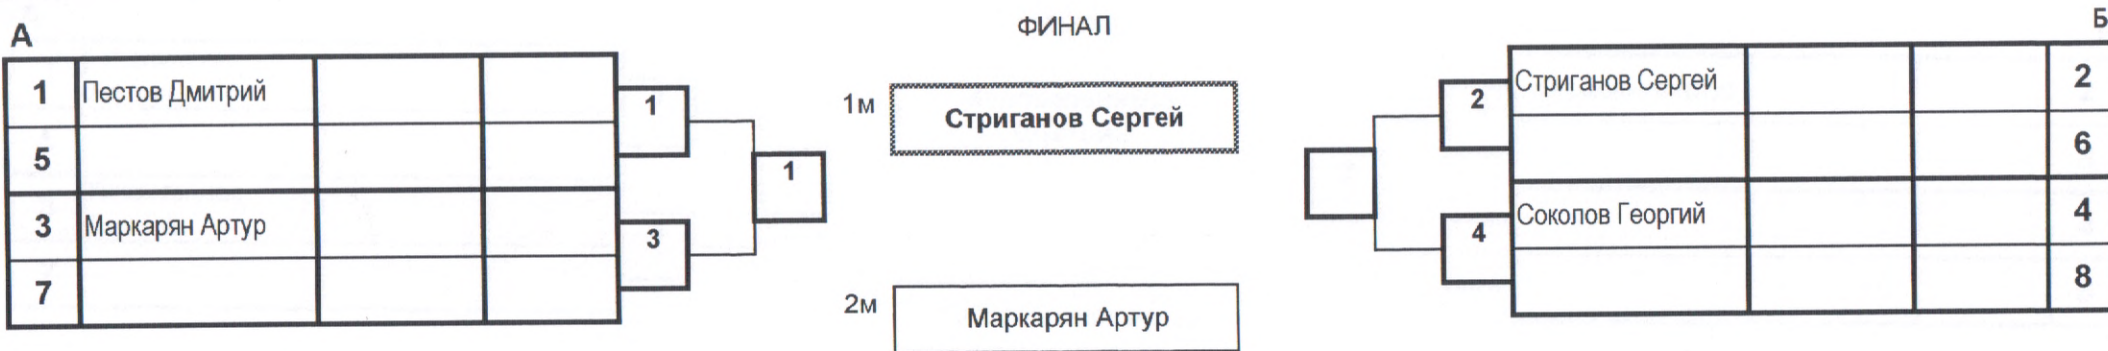 А
ФИНАЛ
Б
1 Пестов Дмитрий
5
3 Маркарян Артур
7
1
3
1
1м Стриганов Сергей
2м Маркарян Артур
2
4
Стриганов Сергей 2
6
Соколов Георгий 4
8